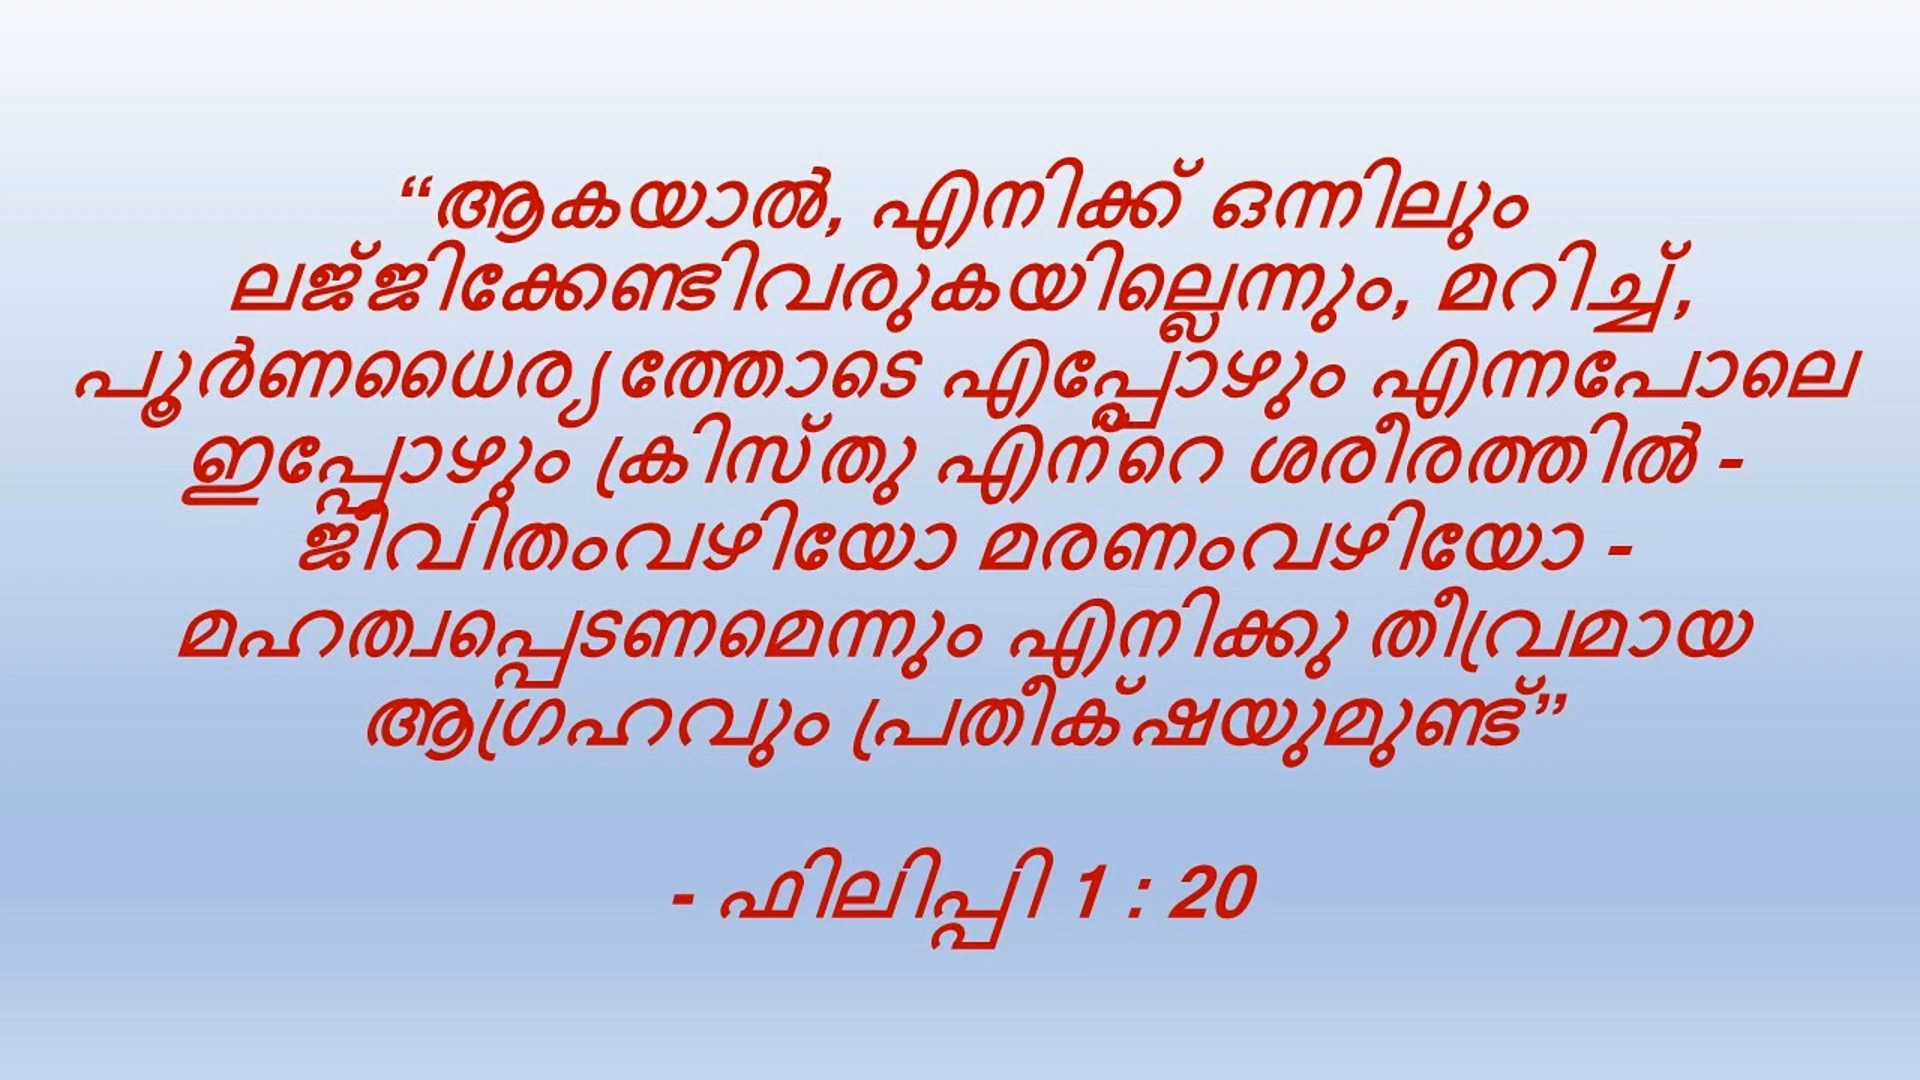 “ആകയാൽ, എനിക്ക് ഒന്നിലും
ലജ്ജിക്കേണ്ടിവരുകയില്ലെന്നും, മറിച്ച്,
പൂർണധൈര്യത്തോടെ എപ്പോഴും എന്നപോലെ
ഇപ്പോഴും ക്രിസ്തു എന്റെ ശരീരത്തിൽ -
ജീവിതംവഴിയോ മരണംവഴിയോ -
മഹത്വപ്പെടണമെന്നും എനിക്കു തീവ്രമായ
ആഗ്രഹവും പ്രതീക്ഷയുമുണ്ട്”
- ഫിലിപ്പി 1 : 20